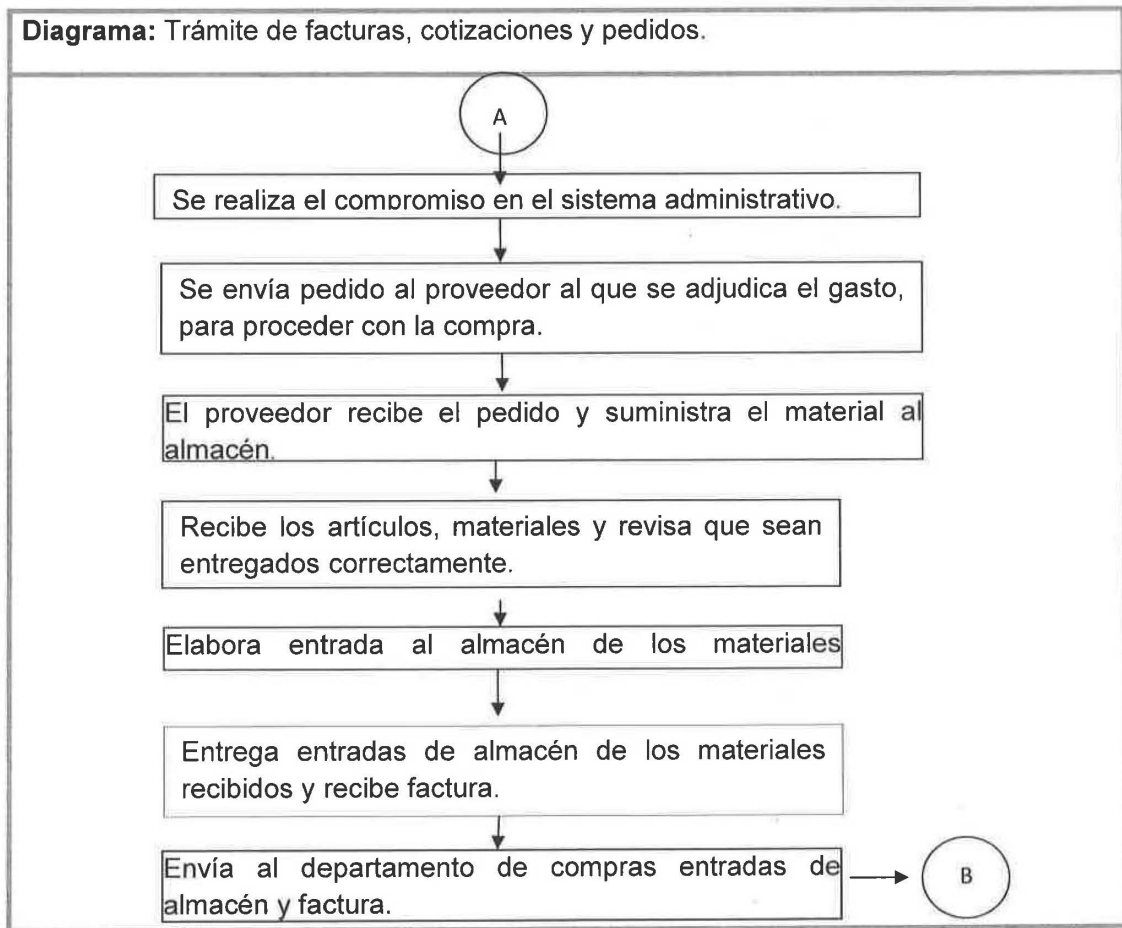 Diagrama: Trámite de facturas, cotizaciones y pedidos.
A
Se realiza el compromiso en el sistema administrativo.
Se envía pedido al proveedor al que se adjudica el gasto,
para proceder con la compra.
El proveedor recibe el pedido y suministra el material al
almacén.
Recibe los artículos, materiales y revisa que sean
entregados correctamente.
Elabora entrada al almacén de los materiales
Entrega entradas de almacén de los materiales
recibidos y recibe factura.
Envía al departamento de compras entradas de
almacén y factura.
B